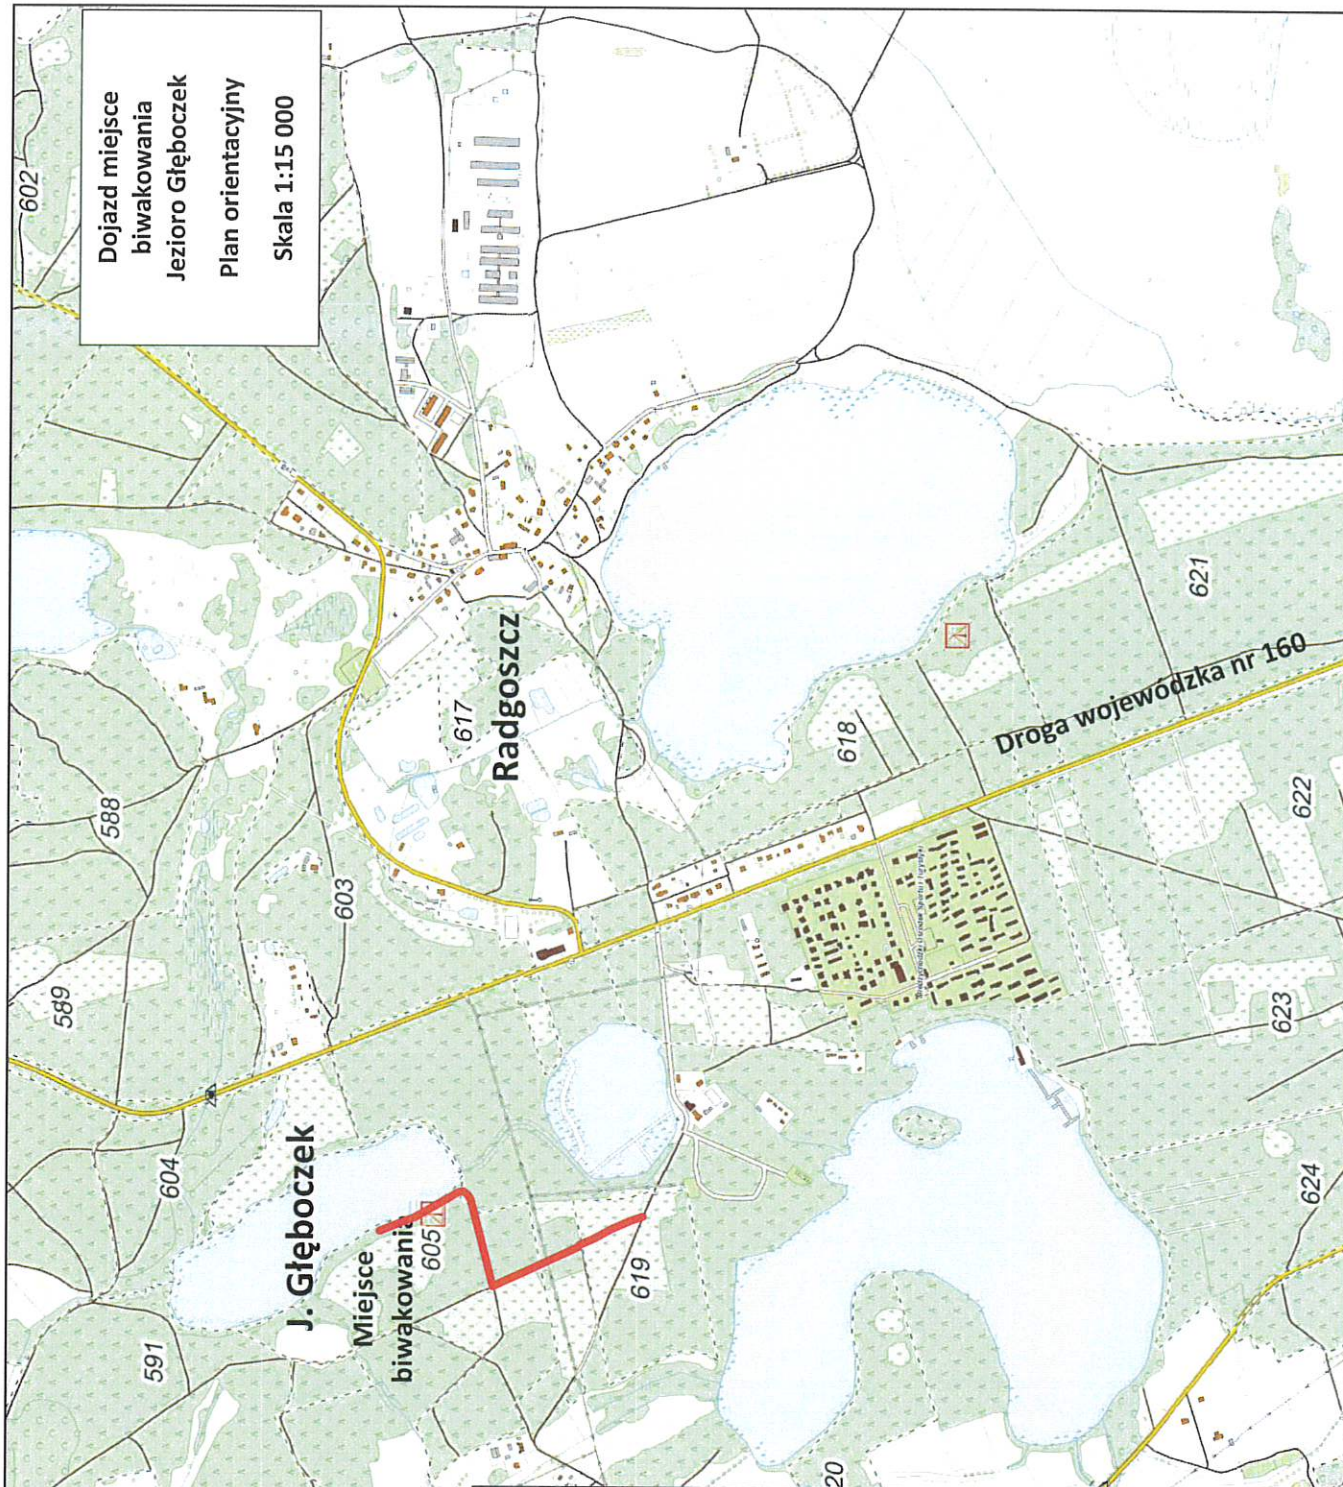 Dojazd miejsce
biwakowania
Jezioro Głęboczek
Plan orientacyjny
Skala 1:15 000
602
588
589
603
604
591
J. Głęboczek
Miejsce
biwakowania
605
617
Radgoszcz
618
619
621
Droga wojewódzka nr 160
622
623
624
20